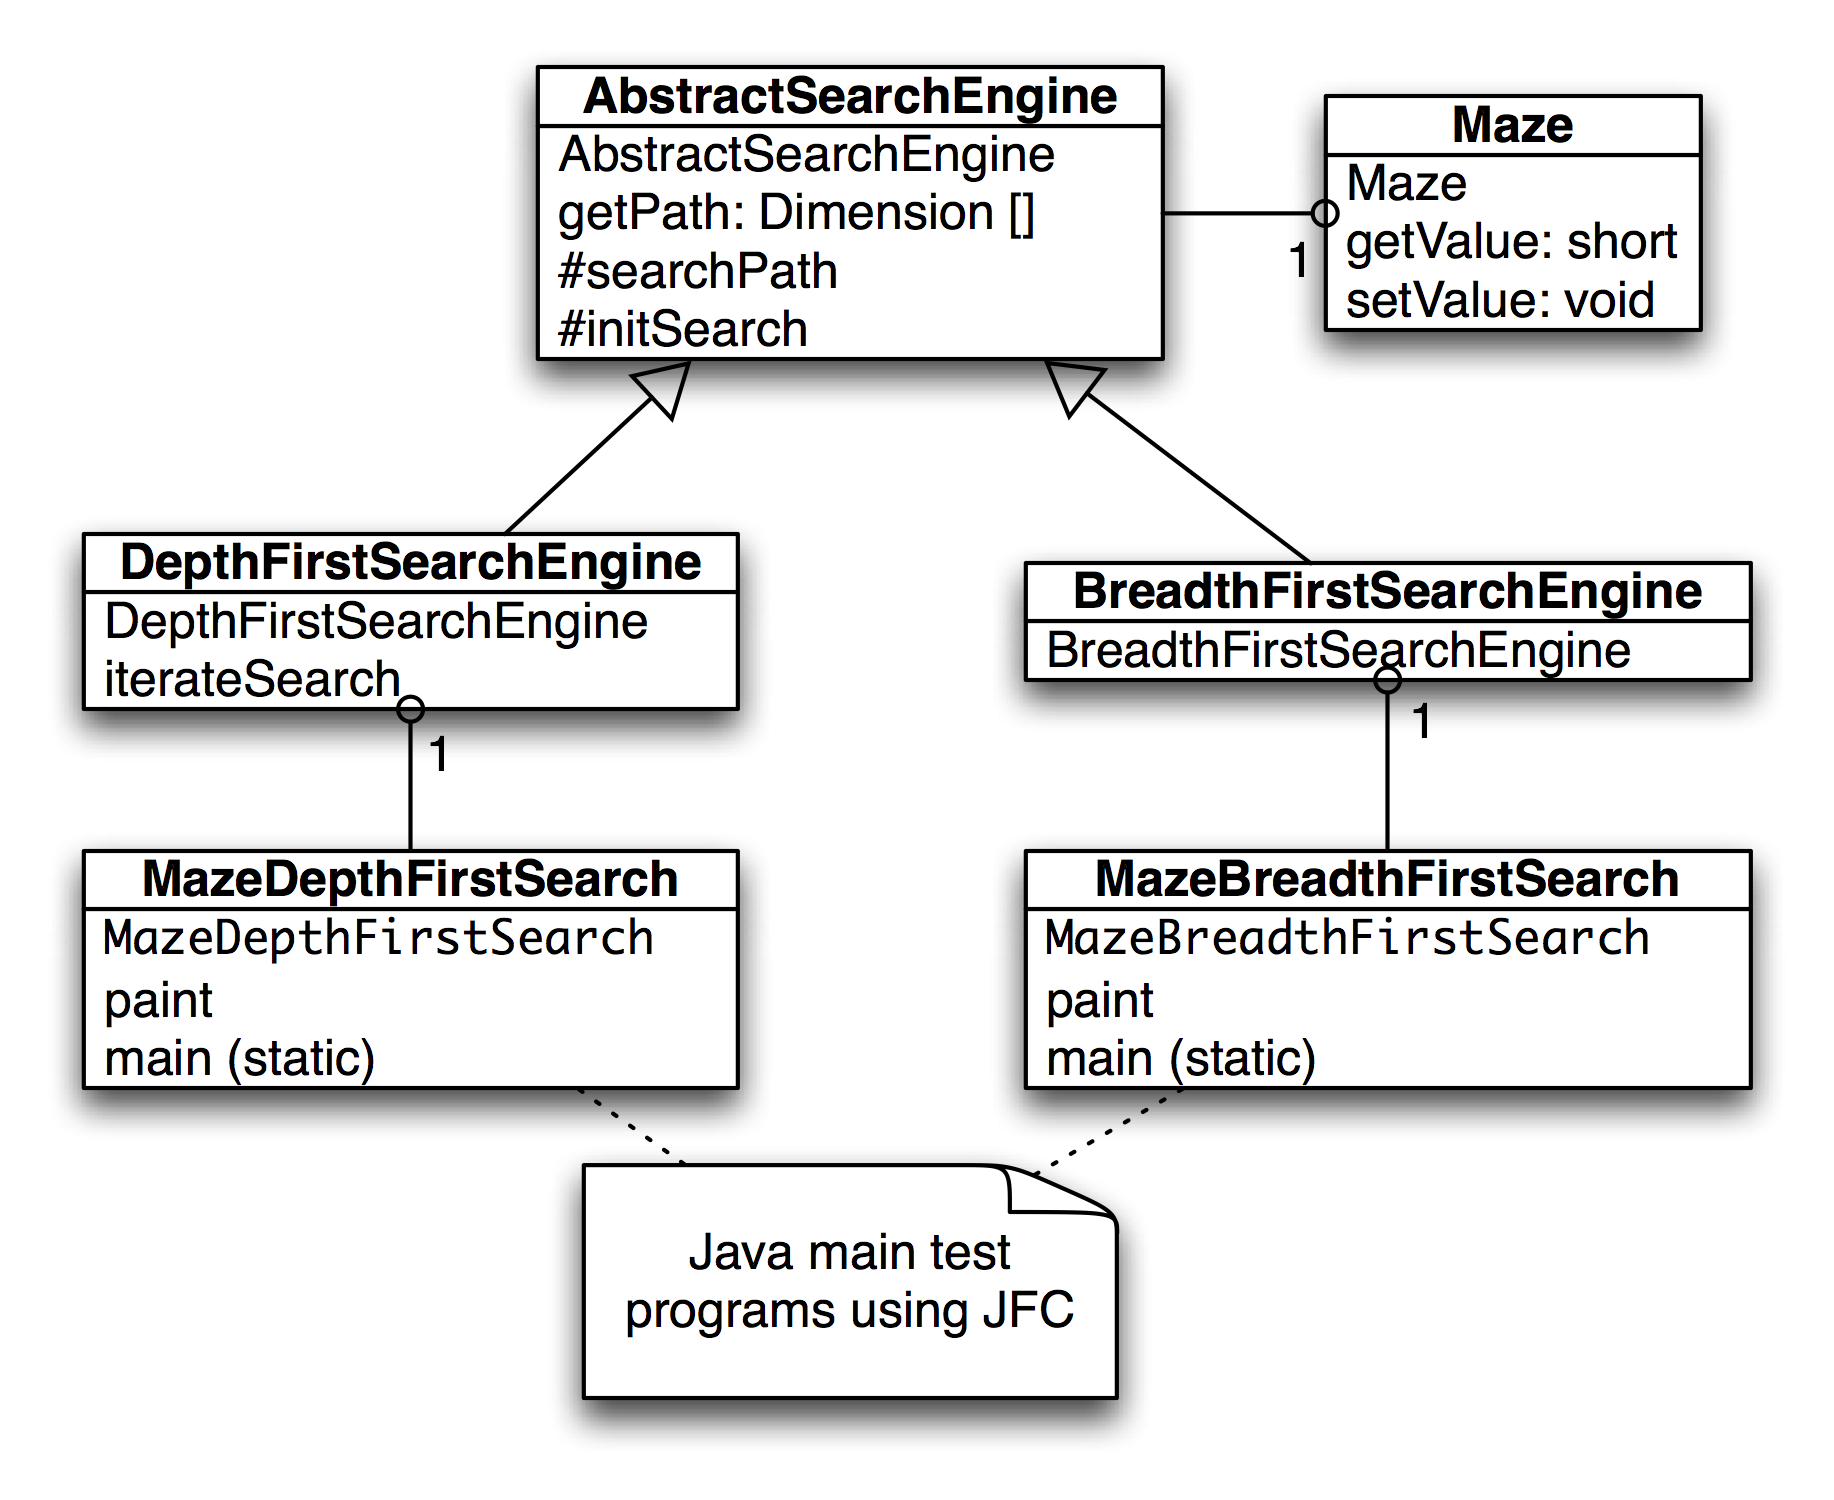 AbstractSearchEngine
AbstractSearchEngine
getPath: Dimension []
#searchPath
#initSearch
Maze
Maze
getValue: short
setValue: void
1
DepthFirstSearchEngine
DepthFirstSearchEngine
iterateSearch
1
BreadthFirstSearchEngine
BreadthFirstSearchEngine
1
MazeDepthFirstSearch
MazeDepthFirstSearch
paint
main (static)
MazeBreadthFirstSearch
MazeBreadthFirstSearch
paint
main (static)
Java main test
programs using JFC